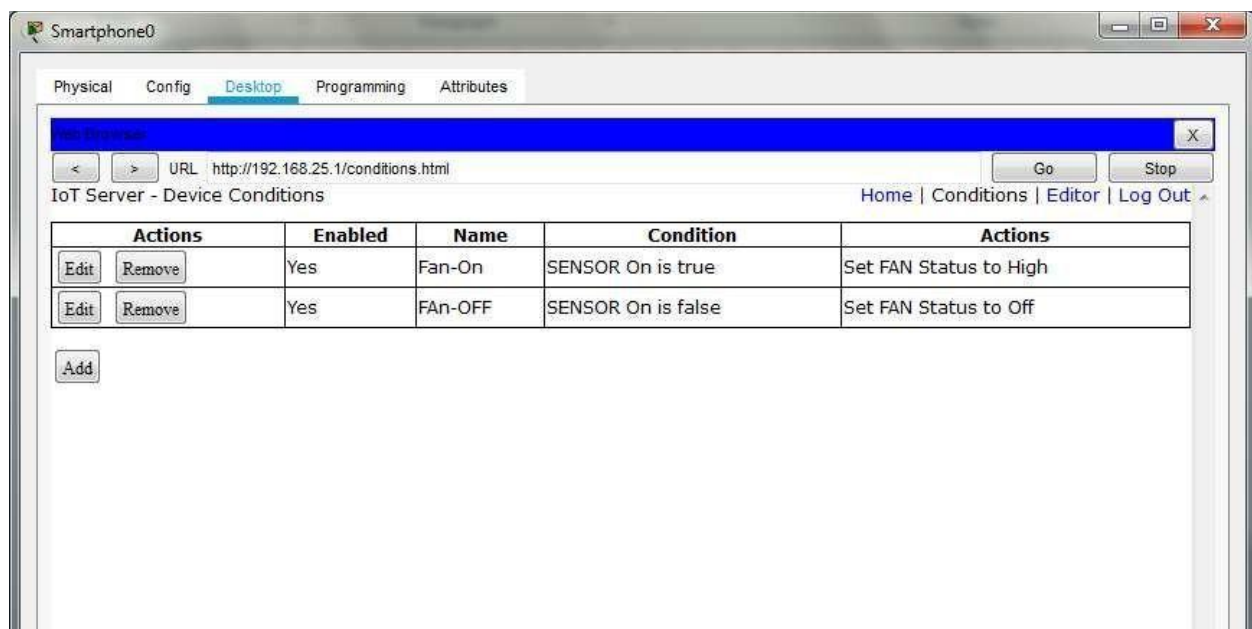 Smartphone0
Physical Config Desktop Programming Attributes
Web Browser X
< > URL http://192.168.25.1/conditions.html Go Stop
IoT Server - Device Conditions Home | Conditions | Editor | Log Out
Actions Enabled Name Condition Actions
Edit Remove Yes Fan-On SENSOR On is true Set FAN Status to High
Edit Remove Yes FAn-OFF SENSOR On is false Set FAN Status to Off
Add